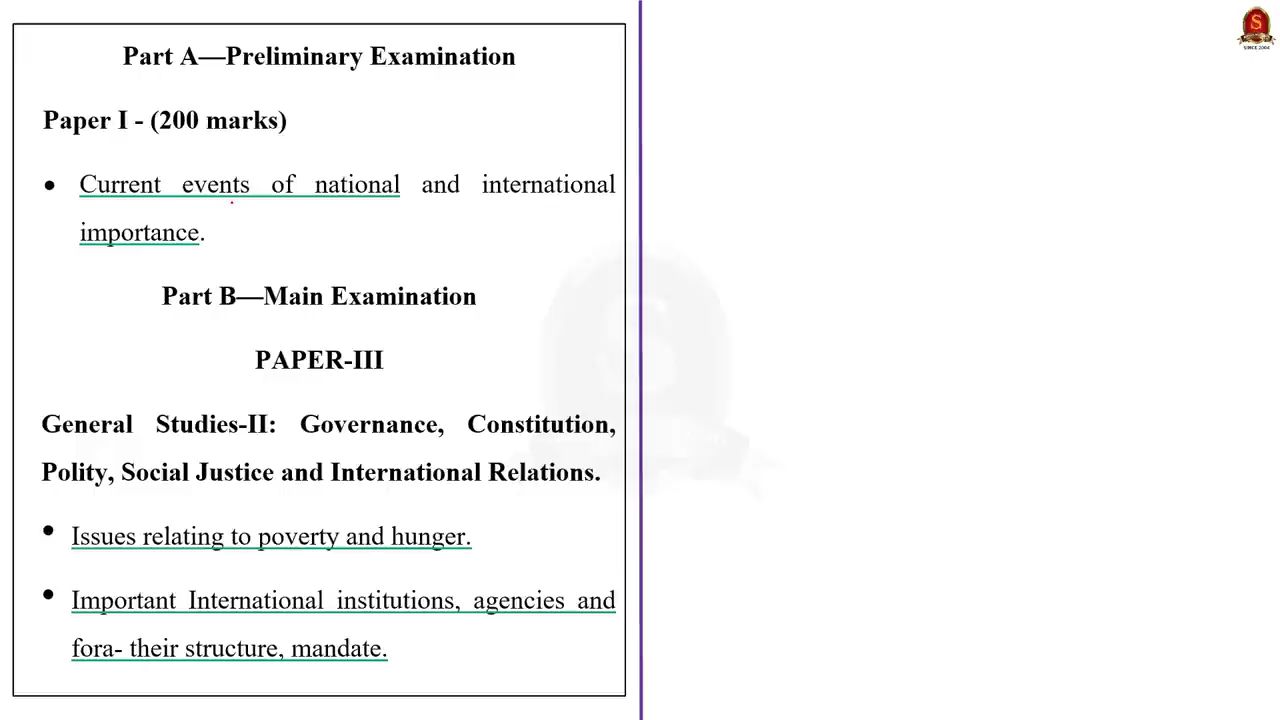 Part A—Preliminary Examination
Paper I - (200 marks)
• Current events of national and international
importance.
Part B—Main Examination
PAPER-III
General Studies-II: Governance, Constitution,
Polity, Social Justice and International Relations.
• Issues relating to poverty and hunger.
• Important International institutions, agencies and
fora- their structure, mandate.
S
SINCE 2004